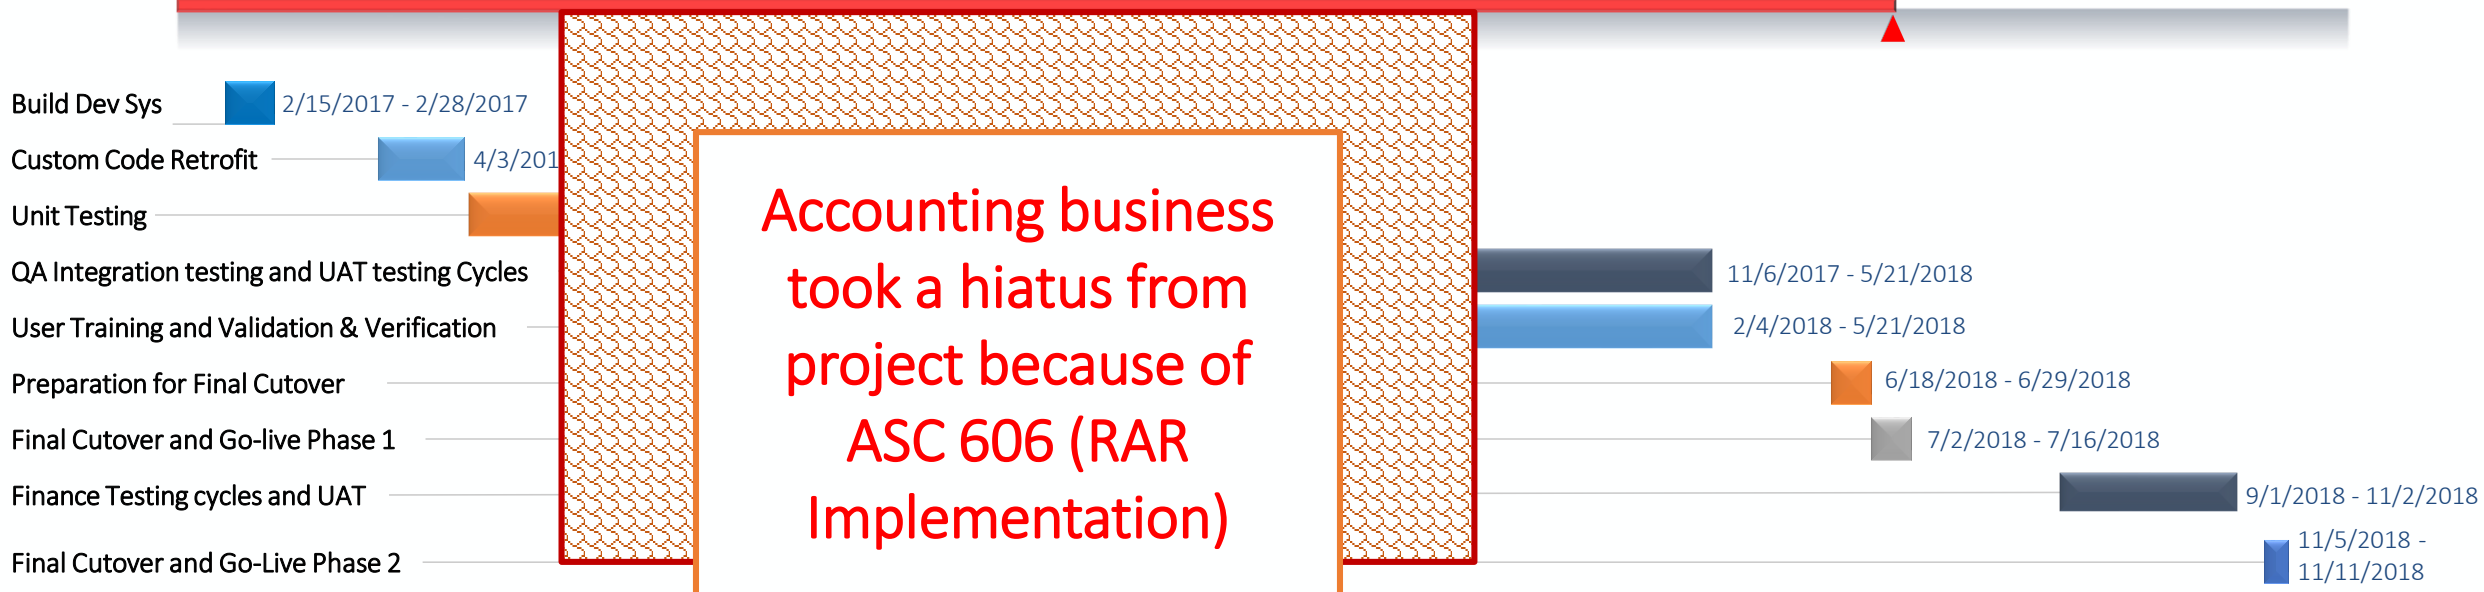 Build Dev Sys
2/15/2017 - 2/28/2017
Custom Code Retrofit
4/3/201
Unit Testing
QA Integration testing and UAT testing Cycles
11/6/2017 - 5/21/2018
User Training and Validation & Verification
2/4/2018 - 5/21/2018
Preparation for Final Cutover
6/18/2018 - 6/29/2018
Final Cutover and Go-live Phase 1
7/2/2018 - 7/16/2018
Finance Testing cycles and UAT
9/1/2018 - 11/2/2018
Final Cutover and Go-Live Phase 2
11/5/2018 -
11/11/2018
Accounting business
took a hiatus from
project because of
ASC 606 (RAR
Implementation)